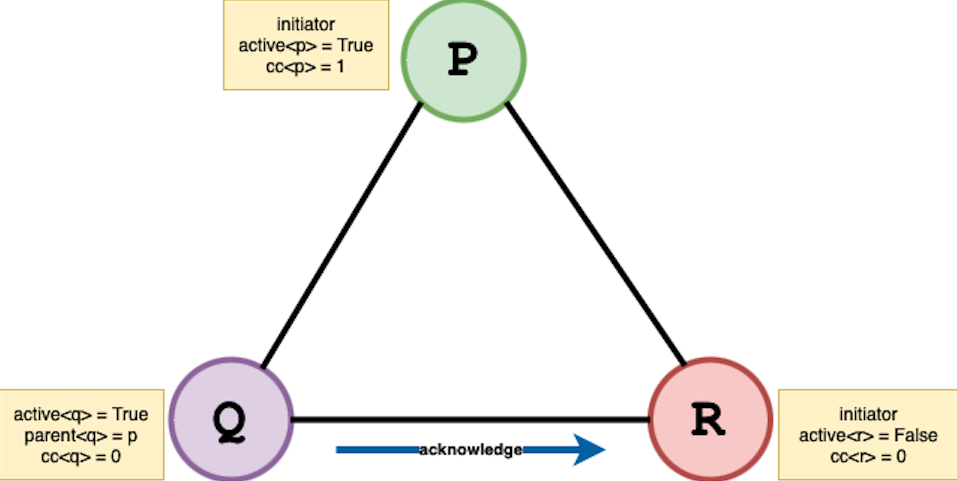 initiator
active<p> = True
cc<p> = 1
P
active<q> = True
parent<q> = p
cc<q> = 0
Q
acknowledge
R
initiator
active<r> = False
cc<r> = 0